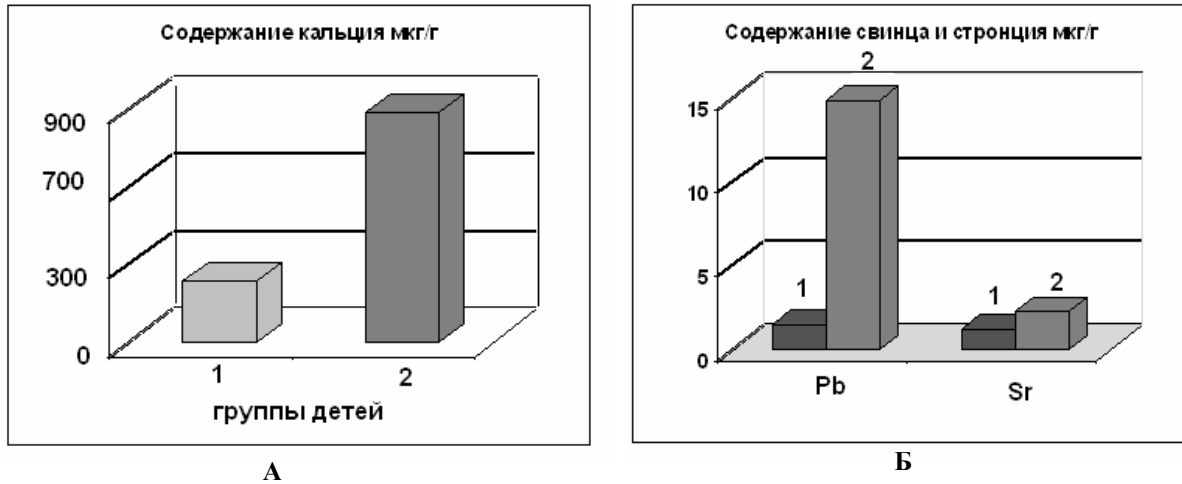 Содержание кальция мкг/г
900
700
300
0
1
2
группы детей
А
Содержание свинца и стронция мкг/г
15
10
5
0
1
2
1
2
Pb
Sr
Б